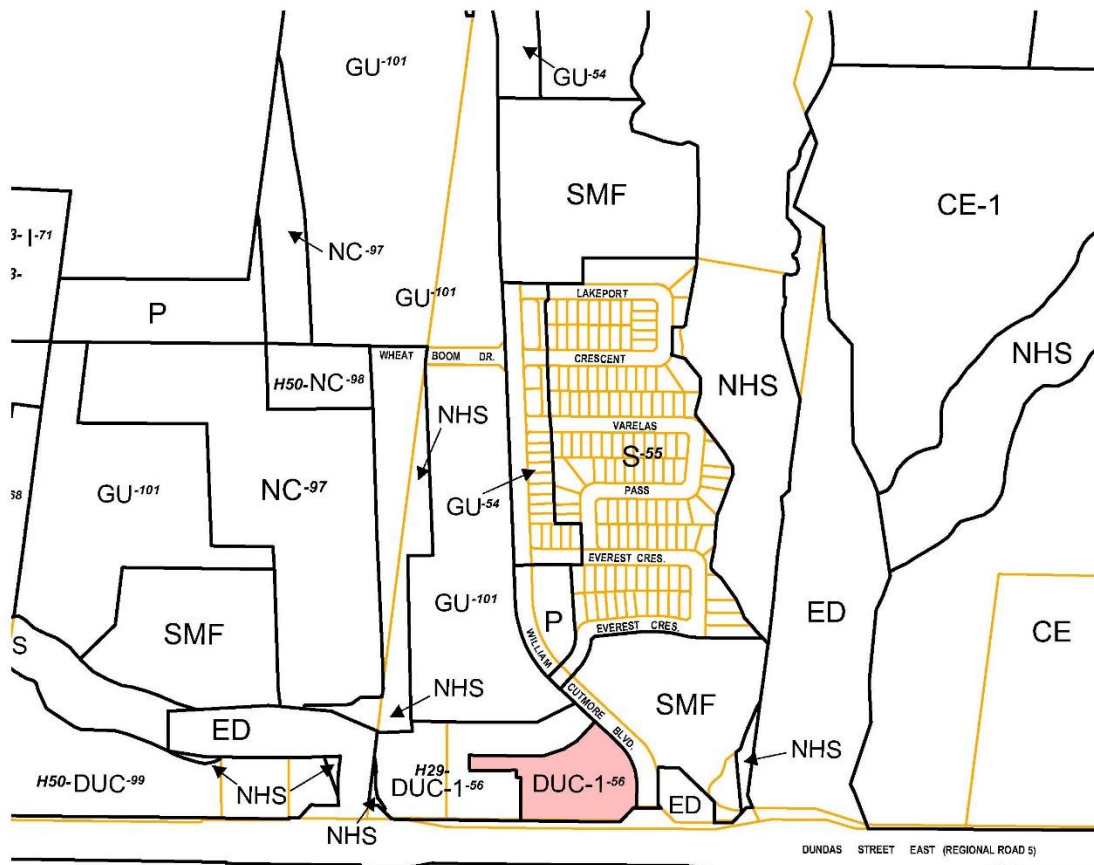 GU-101
GU-54
SMF
CE-1
3- I-71
3-
NC-97
P
GU-101
LAKEPORT
WHEAT BOOM DR.
CRESCENT
NHS
H50-NC-98
NHS
NHS
VARELAS
S-55
GU-101
NC-97
GU-54
PASS
EVEREST CRES.
GU-101
P
ED
CE
SMF
EVEREST CRES.
S
WILLIAM CUTMORE BLVD.
NHS
SMF
ED
NHS
H50-DUC-99
NHS
H29-
DUC-1-56
DUC-1-56
ED
NHS
DUNDAS STREET EAST (REGIONAL ROAD 5)